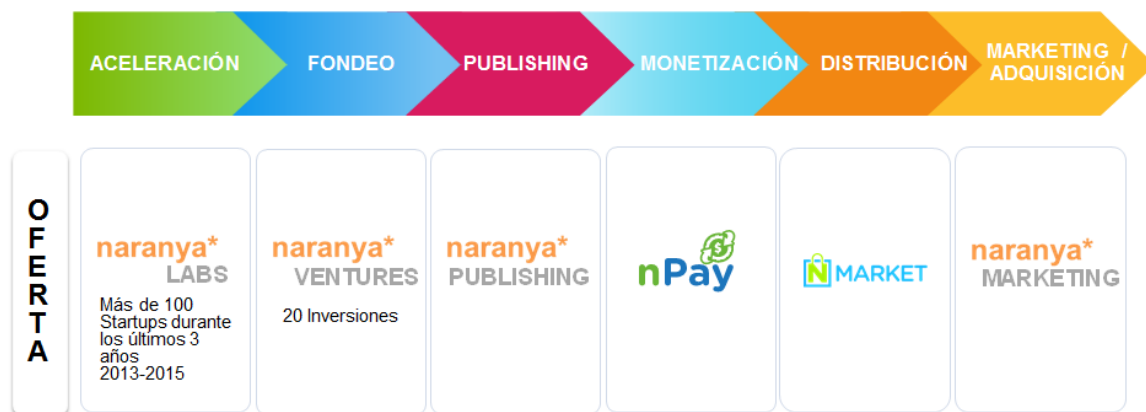 ACELERACIÓN
FONDEO
PUBLISHING
MONETIZACIÓN
DISTRIBUCIÓN
MARKETING /
ADQUISICIÓN
OFERTA
naranya*
LABS
Más de 100
Startups durante
los últimos 3
años
2013-2015
naranya*
VENTURES
20 Inversiones
naranya*
PUBLISHING
nPay
$
N MARKET
naranya*
MARKETING